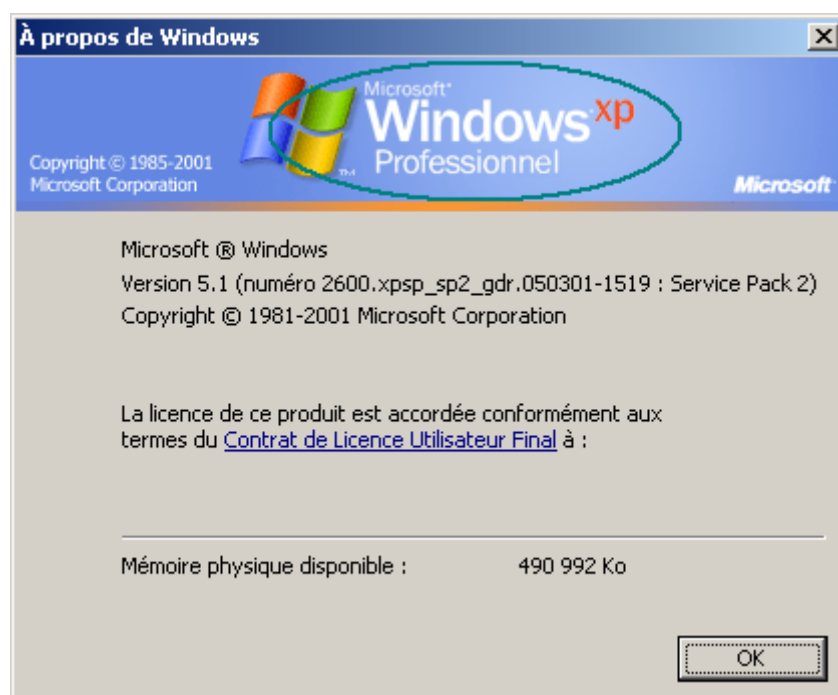 À propos de Windows
Microsoft
Windows xp
Professionnel
TM
Copyright © 1985-2001
Microsoft Corporation
Microsoft
Microsoft ® Windows
Version 5.1 (numéro 2600.xpsp_sp2_gdr.050301-1519 : Service Pack 2)
Copyright © 1981-2001 Microsoft Corporation
La licence de ce produit est accordée conformément aux
termes du Contrat de Licence Utilisateur Final à :
Mémoire physique disponible : 490 992 Ko
OK